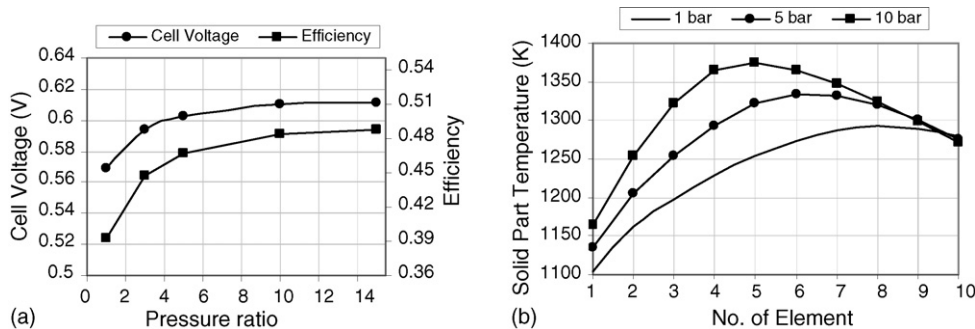 Cell Voltage Efficiency
0.64
0.62
0.6
0.58
0.56
0.54
0.52
0.5
Cell Voltage (V)
0.54
0.51
0.48
0.45
0.42
0.39
0.36
Efficiency
0 2 4 6 8 10 12 14
(a) Pressure ratio
1 bar 5 bar 10 bar
1400
1350
1300
1250
1200
1150
1100
Solid Part Temperature (K)
1 2 3 4 5 6 7 8 9 10
(b) No. of Element